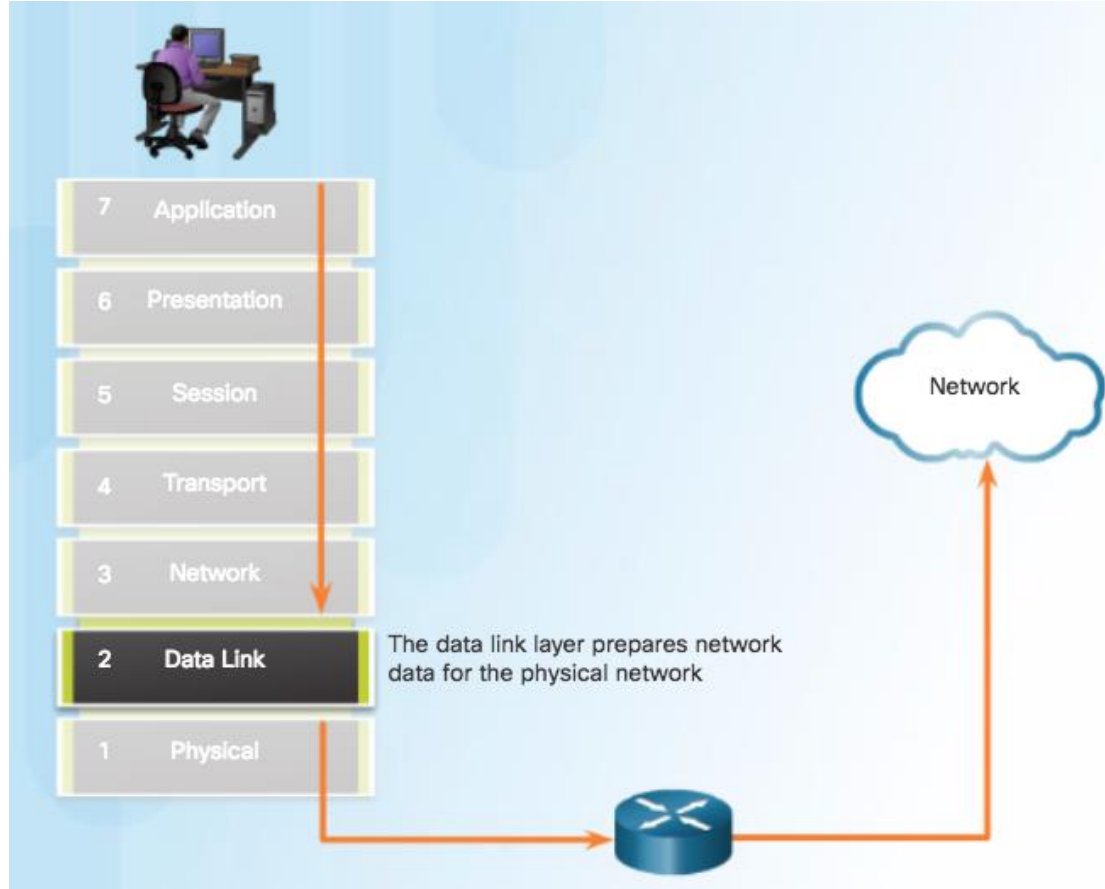 7 Application
6 Presentation
5 Session
4 Transport
3 Network
2 Data Link
The data link layer prepares network
data for the physical network
1 Physical
Network